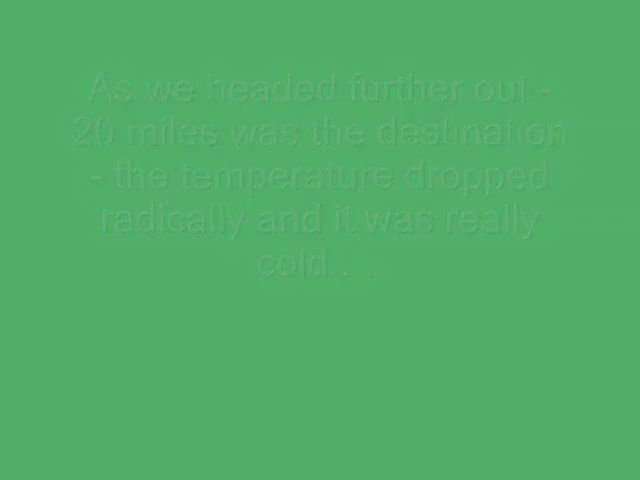 As we headed further out -
20 miles was the destination
- the temperature dropped
radically and it was really
cold.....